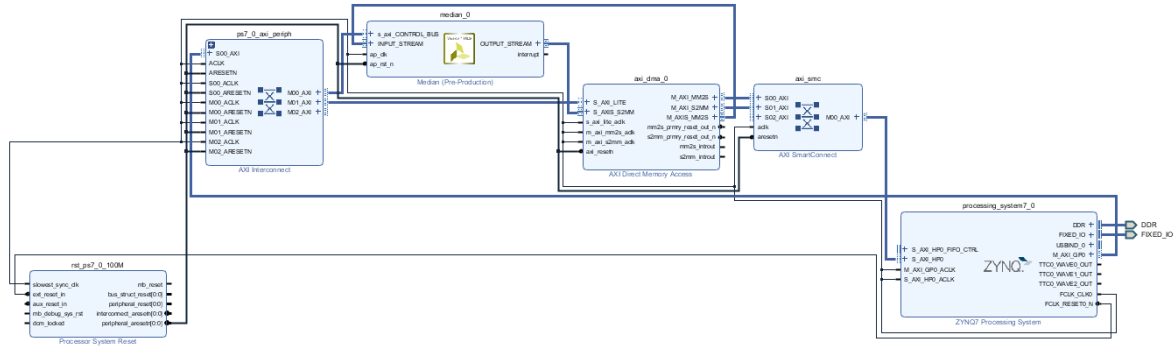 ps7_0_axi_periph
S00_AXI
ACLK
ARESETN
S00_ACLK
S00_ARESETN
M00_ACLK
M00_ARESETN
M01_ACLK
M01_ARESETN
M02_ACLK
M02_ARESETN
M00_AXI
M01_AXI
M02_AXI
AXI Interconnect
median_0
s_axi_CONTROL_BUS
INPUT_STREAM
ap_clk
ap_rst_n
OUTPUT_STREAM
interrupt
Median (Pre-Production)
axi_dma_0
S_AXI_LITE
S_AXIS_S2MM
s_axi_lite_aclk
m_axi_mm2s_aclk
m_axi_s2mm_aclk
axi_resetn
M_AXI_MM2S
M_AXI_S2MM
M_AXIS_MM2S
mm2s_prmry_reset_out_n
s2mm_prmry_reset_out_n
mm2s_introut
s2mm_introut
AXI Direct Memory Access
axi_smc
S00_AXI
S01_AXI
S02_AXI
aclk
aresetn
M00_AXI
AXI SmartConnect
processing_system7_0
S_AXI_HP0_FIFO_CTRL
S_AXI_HP0
M_AXI_GP0_ACLK
S_AXI_HP0_ACLK
ZYNQ
DDR
FIXED_IO
USBIND_0
M_AXI_GP0
TTC0_WAVE0_OUT
TTC0_WAVE1_OUT
TTC0_WAVE2_OUT
FCLK_CLK0
FCLK_RESET0_N
ZYNQ7 Processing System
DDR
FIXED_IO
rst_ps7_0_100M
slowest_sync_clk
ext_reset_in
aux_reset_in
mb_debug_sys_rst
dcm_locked
mb_reset
bus_struct_reset[0:0]
peripheral_reset[0:0]
interconnect_aresetn[0:0]
peripheral_aresetn[0:0]
Processor System Reset